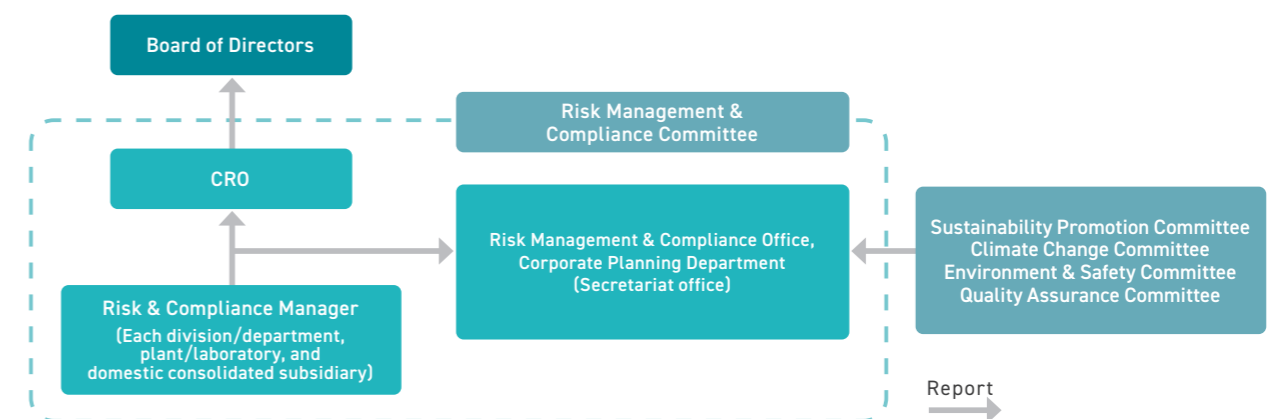 Board of Directors
Risk Management &
Compliance Committee
CRO
Risk Management & Compliance Office,
Corporate Planning Department
(Secretariat office)
Sustainability Promotion Committee
Climate Change Committee
Environment & Safety Committee
Quality Assurance Committee
Risk & Compliance Manager
(Each division/department,
plant/laboratory, and
domestic consolidated subsidiary)
Report